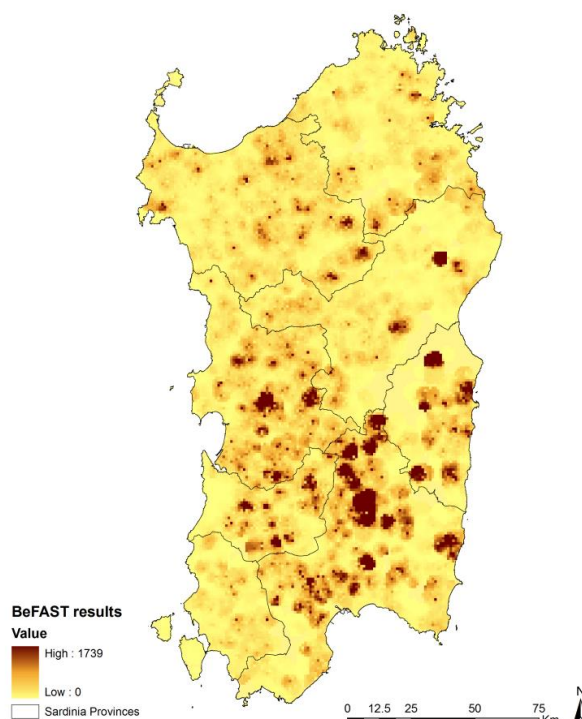 BeFAST results
Value
High : 1739
Low : 0
Sardinia Provinces
0 12.5 25 50 75
Km
N